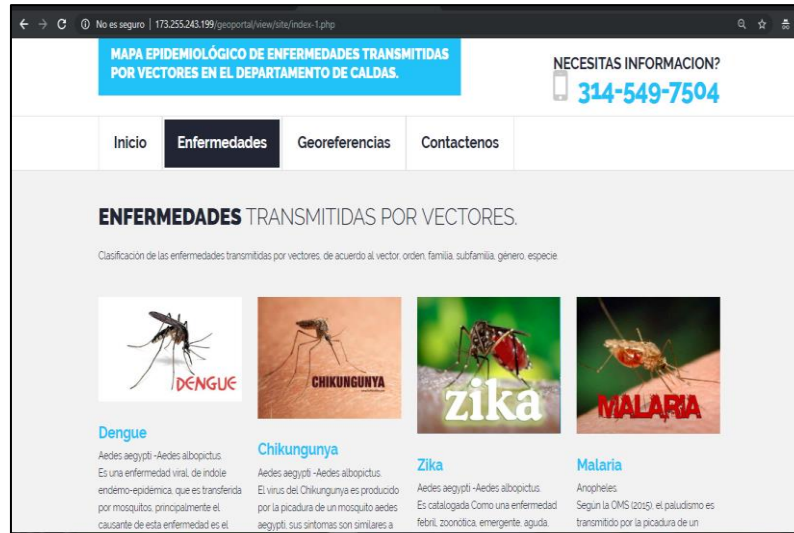 No es seguro | 173.255.243.199/geoportal/view/site/index-1.php
MAPA EPIDEMIOLÓGICO DE ENFERMEDADES TRANSMITIDAS
POR VECTORES EN EL DEPARTAMENTO DE CALDAS.
NECESITAS INFORMACION?
314-549-7504
Inicio Enfermedades Georeferencias Contactenos
ENFERMEDADES TRANSMITIDAS POR VECTORES.
Clasificación de las enfermedades transmitidas por vectores, de acuerdo al vector, orden, familia, subfamilia, género, especie.
DENGUE
CHIKUNGUNYA
zika
MALARIA
Dengue
Aedes aegypti -Aedes albopictus.
Es una enfermedad viral, de indole
endémo-epidémica, que es transferida
por mosquitos, principalmente el
causante de esta enfermedad es el
Chikungunya
Aedes aegypti -Aedes albopictus.
El virus del Chikungunya es producido
por la picadura de un mosquito aedes
aegypti, sus sintomas son similares a
Zika
Aedes aegypti -Aedes albopictus.
Es catalogada Como una enfermedad
febril, zoonótica, emergente, aguda,
Malaria
Anopheles.
Según la OMS (2015), el paludismo es
transmitido por la picadura de un